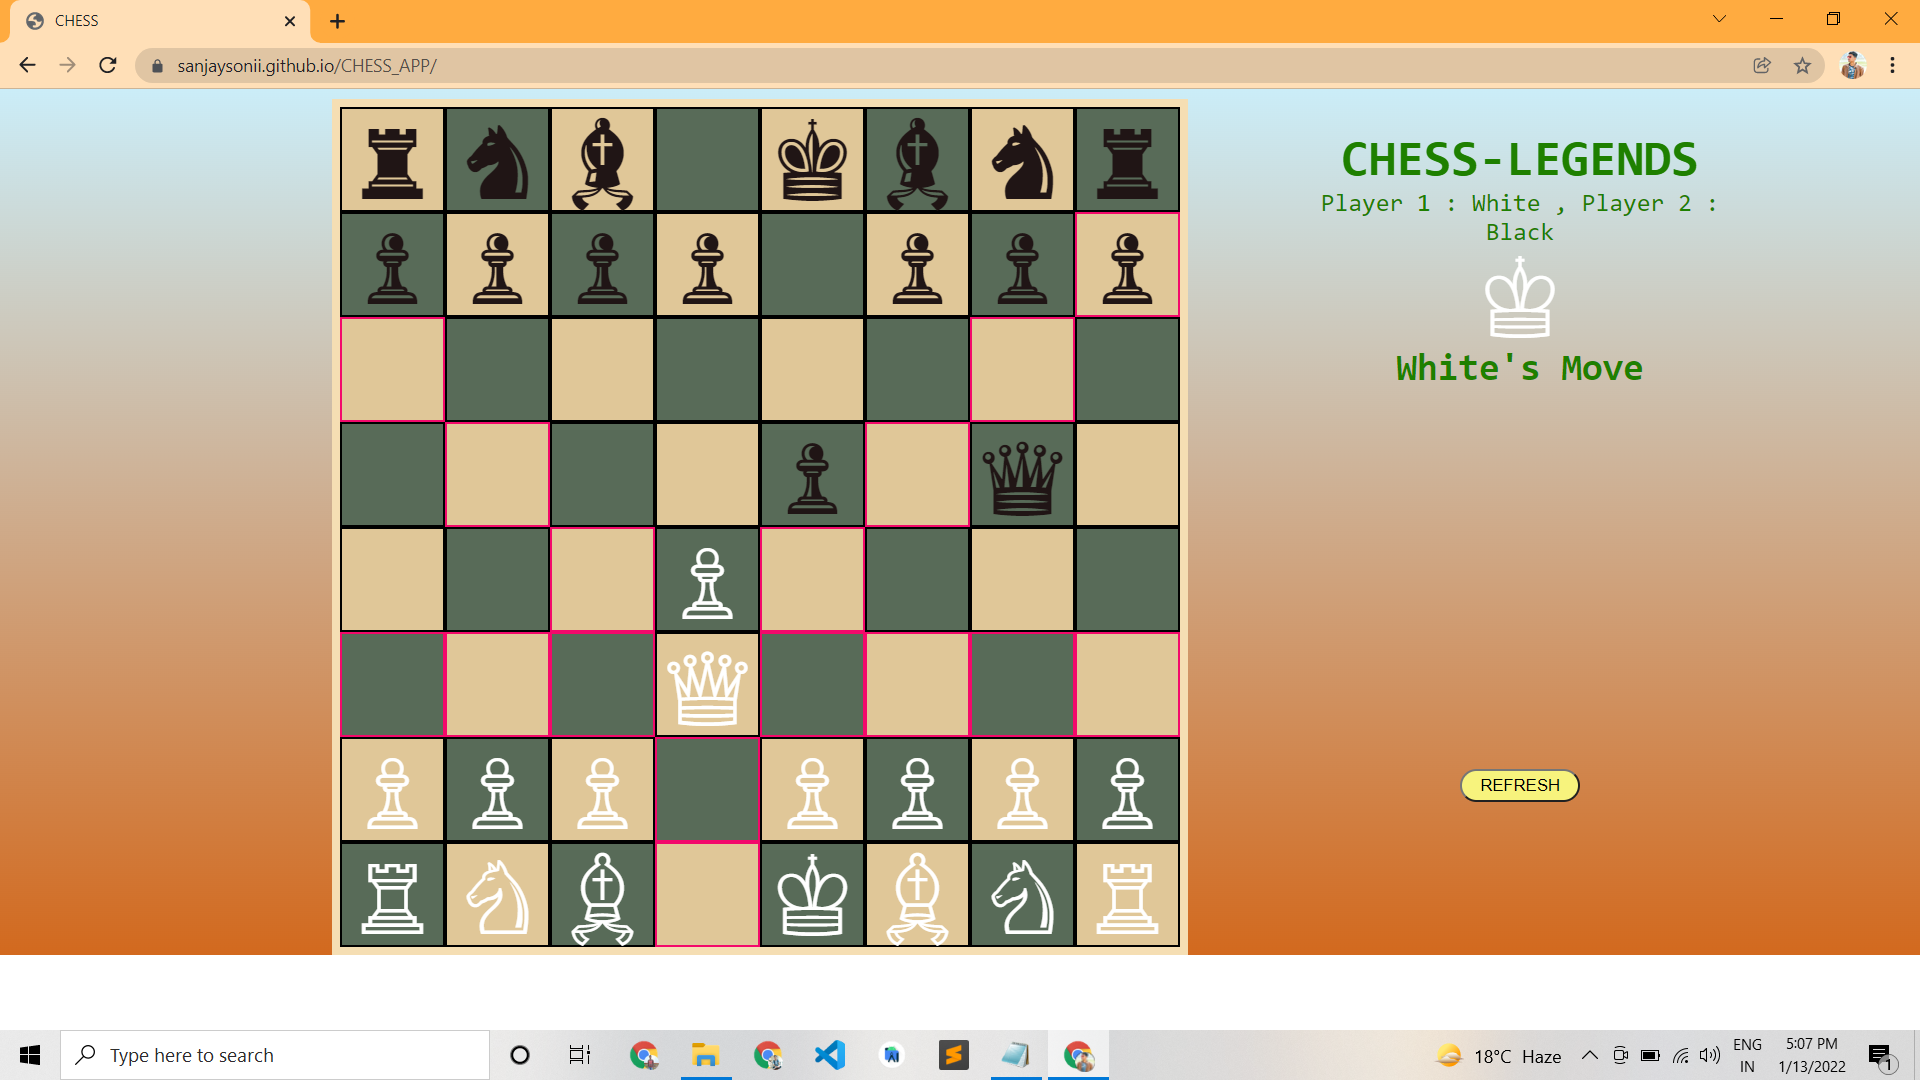 CHESS
sanjaysonii.github.io/CHESS_APP/
CHESS-LEGENDS
Player 1 : White , Player 2 :
Black
White's Move
REFRESH
Type here to search
18°C Haze
ENG
IN
5:07 PM
1/13/2022
1